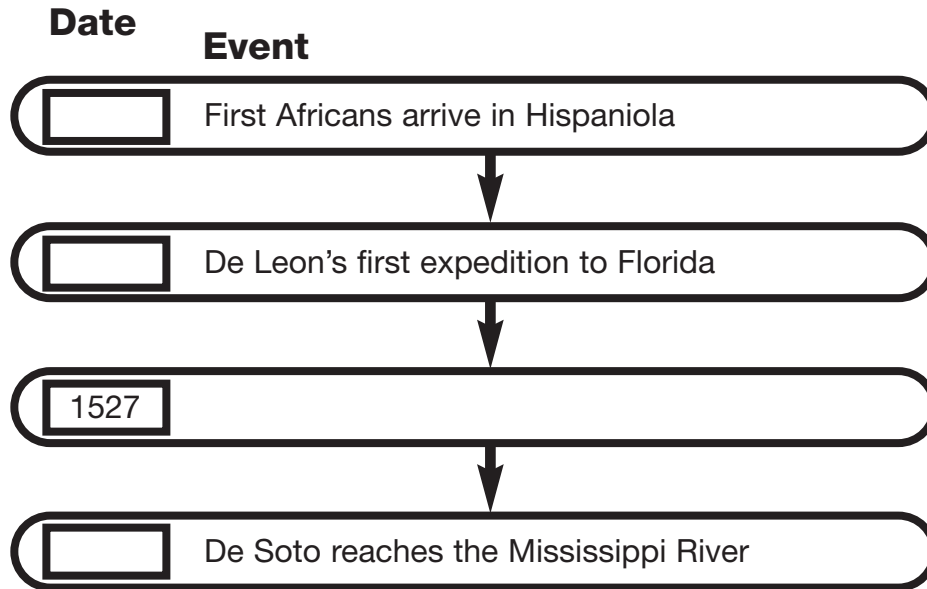 Date
Event
First Africans arrive in Hispaniola
De Leon’s first expedition to Florida
1527
De Soto reaches the Mississippi River